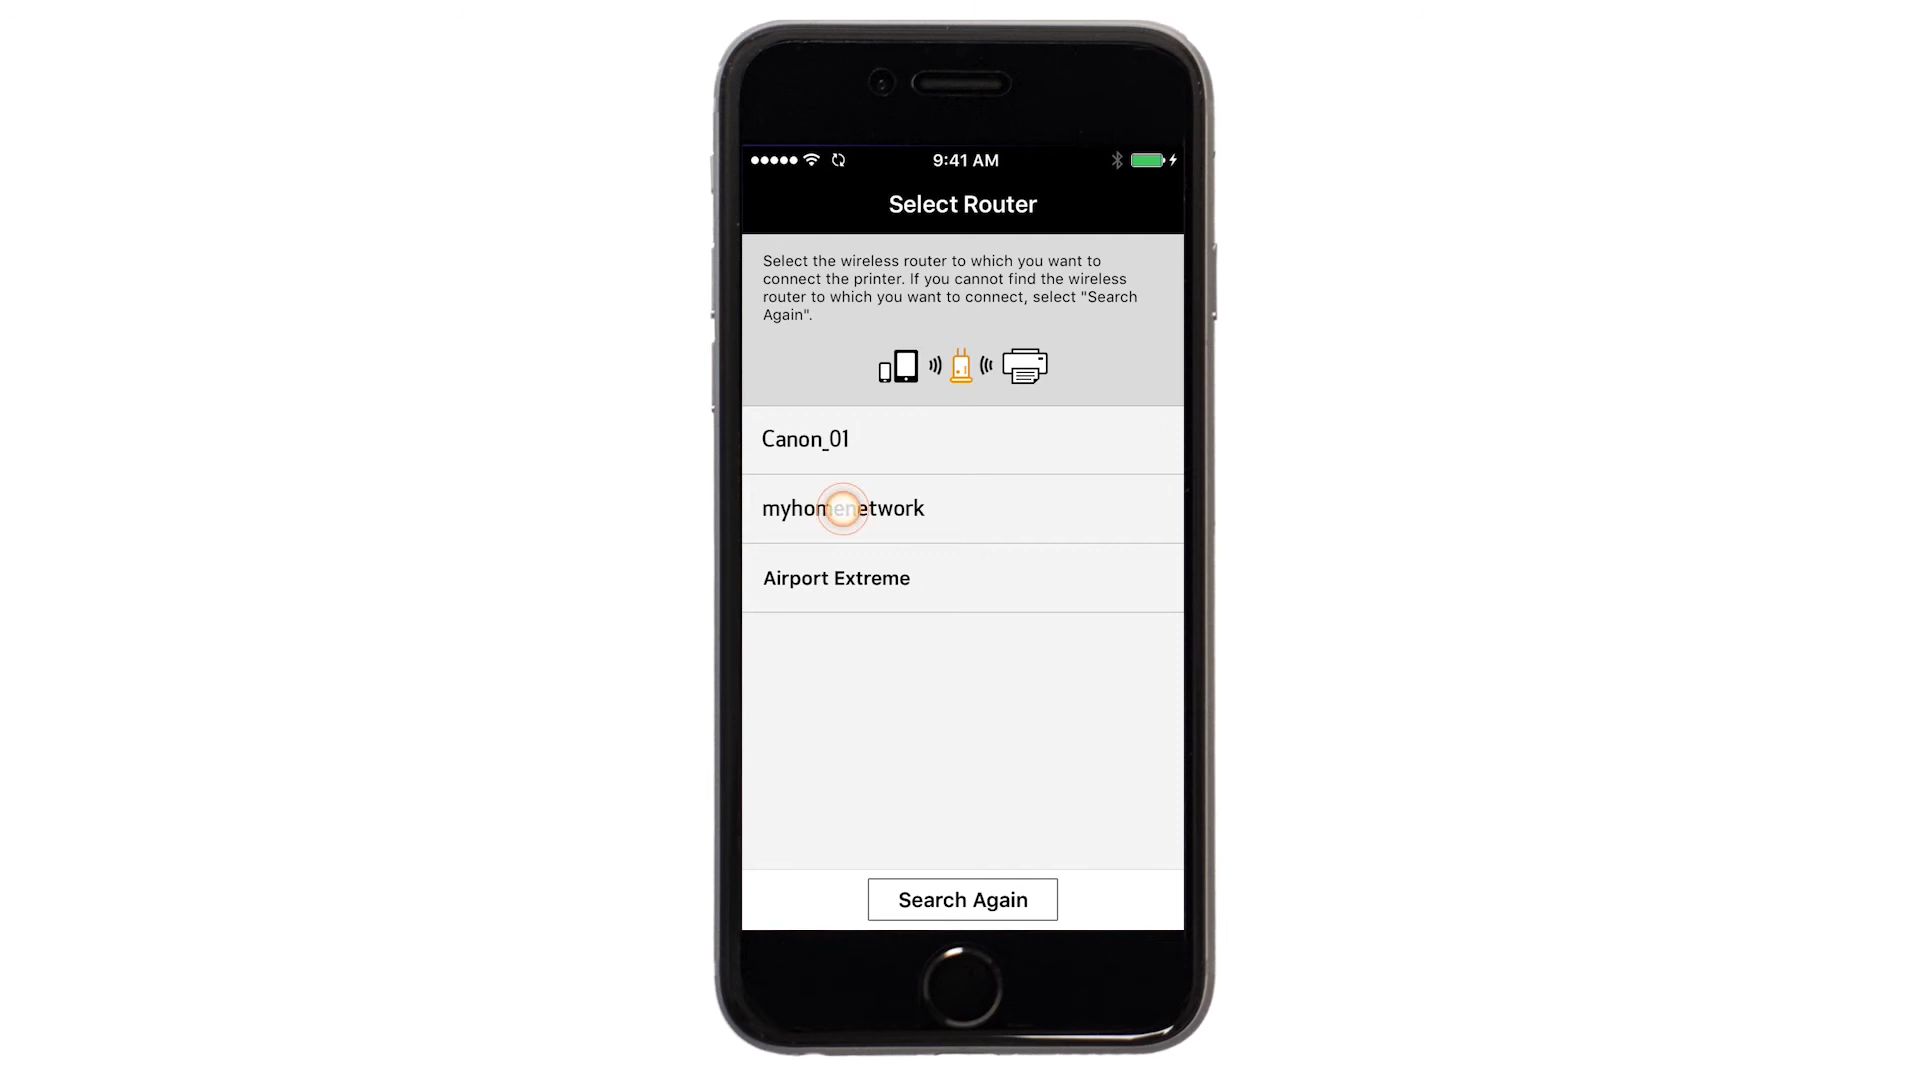 9:41 AM
Select Router
Select the wireless router to which you want to
connect the printer. If you cannot find the wireless
router to which you want to connect, select "Search
Again".
Canon_01
myhomenetwork
Airport Extreme
Search Again